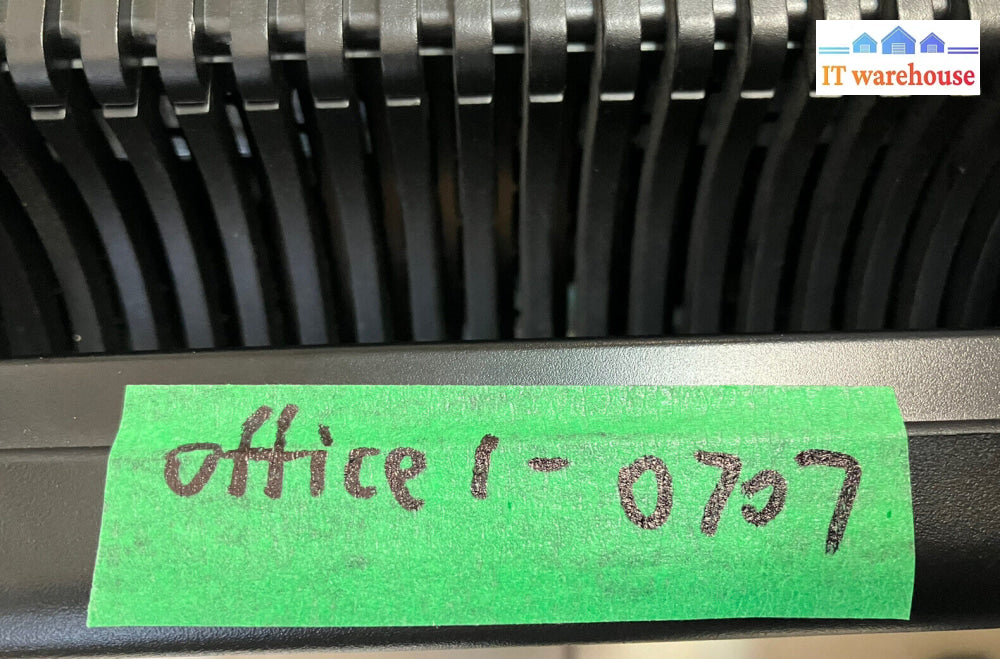 IT warehouse
office 1 - 0707